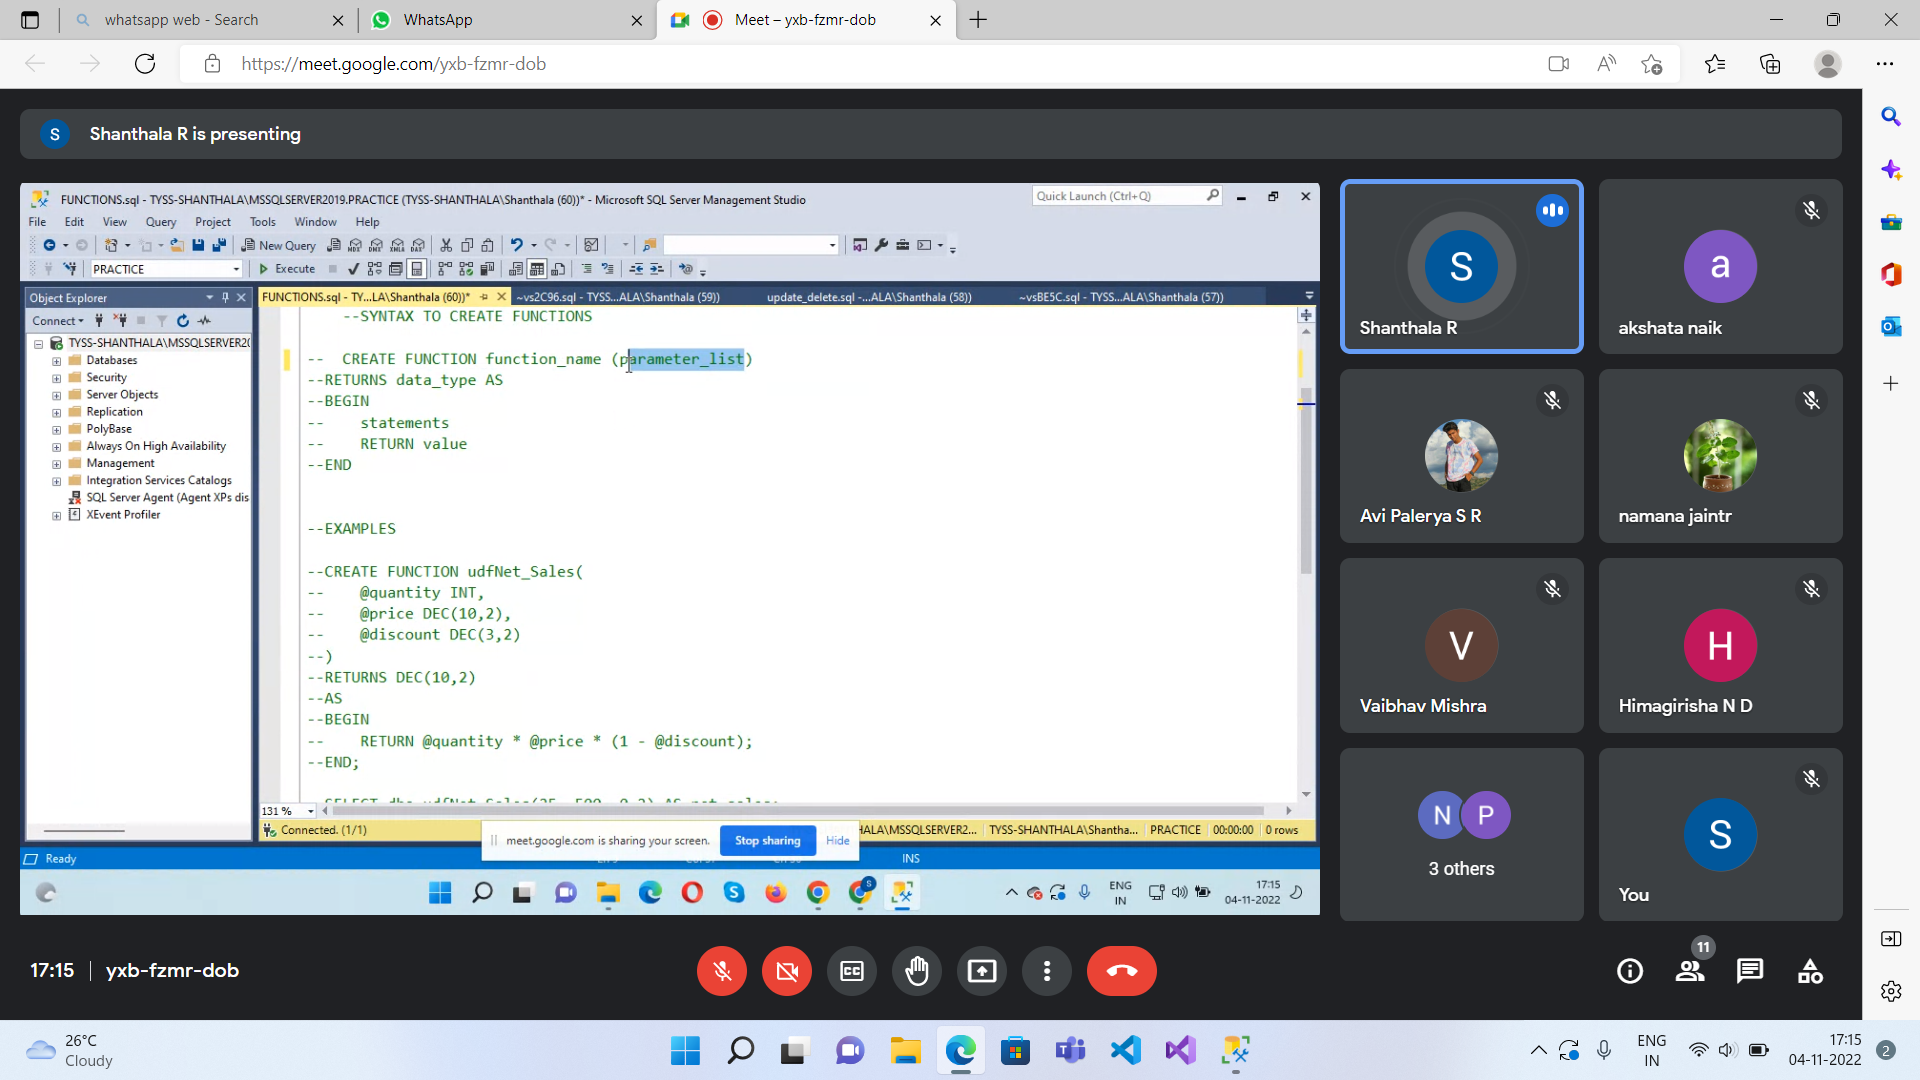 whatsapp web - Search
WhatsApp
Meet – yxb-fzmr-dob
https://meet.google.com/yxb-fzmr-dob
S
Shanthala R is presenting
FUNCTIONS.sql - TYSS-SHANTHALA\MSSQLSERVER2019.PRACTICE (TYSS-SHANTHALA\Shanthala (60))* - Microsoft SQL Server Management Studio
Quick Launch (Ctrl+Q)
File Edit View Query Project Tools Window Help
New Query
PRACTICE
Execute
Object Explorer
FUNCTIONS.sql - TY...LA\Shanthala (60))*
~vs2C96.sql - TYSS...ALA\Shanthala (59))
update_delete.sql -...ALA\Shanthala (58))
~vsBE5C.sql - TYSS...ALA\Shanthala (57))
Connect
TYSS-SHANTHALA\MSSQLSERVER20
Databases
Security
Server Objects
Replication
PolyBase
Always On High Availability
Management
Integration Services Catalogs
SQL Server Agent (Agent XPs dis
XEvent Profiler
--SYNTAX TO CREATE FUNCTIONS
-- CREATE FUNCTION function_name (parameter_list)
--RETURNS data_type AS
--BEGIN
-- statements
-- RETURN value
--END
--EXAMPLES
--CREATE FUNCTION udfNet_Sales(
-- @quantity INT,
-- @price DEC(10,2),
-- @discount DEC(3,2)
--)
--RETURNS DEC(10,2)
--AS
--BEGIN
-- RETURN @quantity * @price * (1 - @discount);
--END;
131 %
Connected. (1/1)
ALA\MSSQLSERVER2...
TYSS-SHANTHALA\Shantha...
PRACTICE
00:00:00
0 rows
meet.google.com is sharing your screen.
Stop sharing
Hide
Ready
INS
ENG
IN
17:15
04-11-2022
S
Shanthala R
a
akshata naik
Avi Palerya S R
namana jaintr
V
Vaibhav Mishra
H
Himagirisha N D
N
P
3 others
S
You
17:15
yxb-fzmr-dob
11
26°C
Cloudy
ENG
IN
17:15
04-11-2022
2